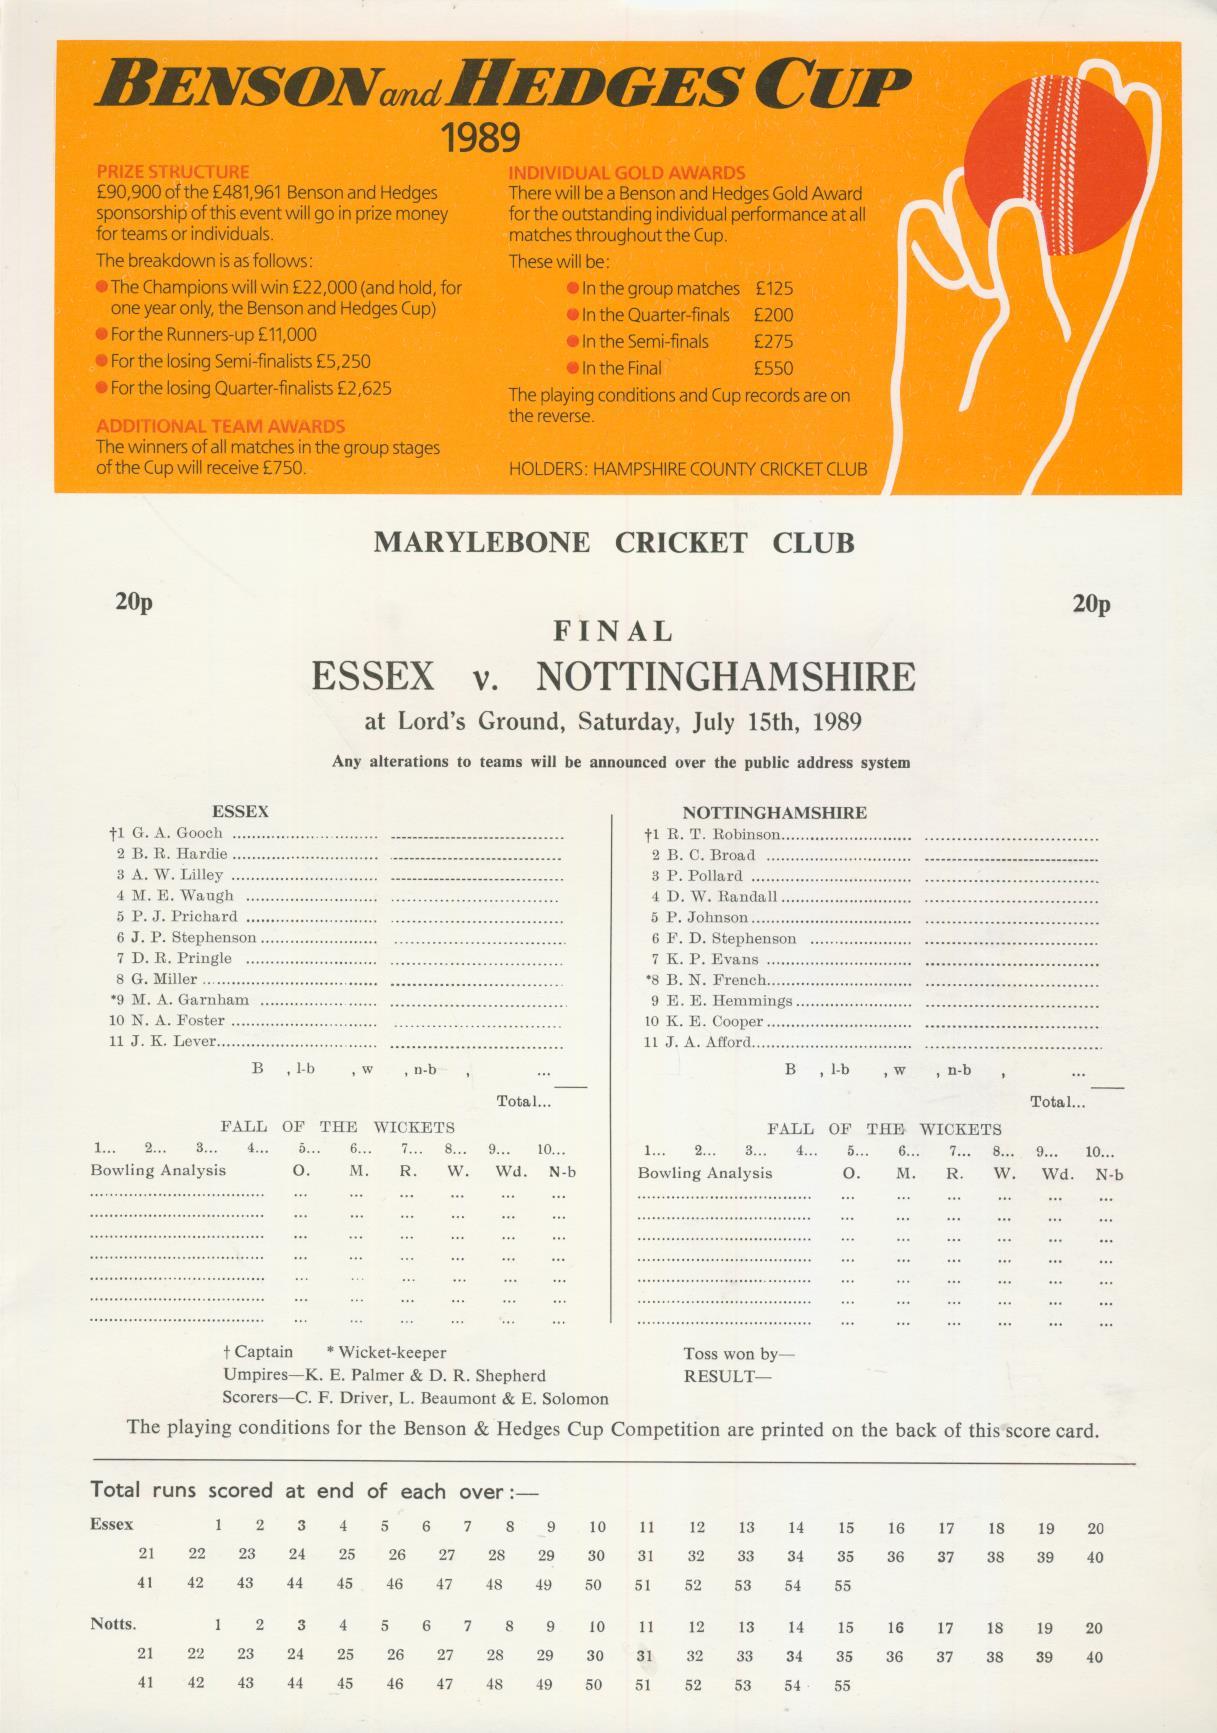 BENSON and HEDGES CUP
1989
PRIZE STRUCTURE
£90,900 of the £481,961 Benson and Hedges
sponsorship of this event will go in prize money
for teams or individuals.
The breakdown is as follows:
● The Champions will win £22,000 (and hold, for
one year only, the Benson and Hedges Cup)
● For the Runners-up £11,000
● For the losing Semi-finalists £5,250
● For the losing Quarter-finalists £2,625
ADDITIONAL TEAM AWARDS
The winners of all matches in the group stages
of the Cup will receive £750.
INDIVIDUAL GOLD AWARDS
There will be a Benson and Hedges Gold Award
for the outstanding individual performance at all
matches throughout the Cup.
These will be:
● In the group matches £125
● In the Quarter-finals £200
● In the Semi-finals £275
● In the Final £550
The playing conditions and Cup records are on
the reverse.
HOLDERS: HAMPSHIRE COUNTY CRICKET CLUB
MARYLEBONE CRICKET CLUB
20p 20p
FINAL
ESSEX v. NOTTINGHAMSHIRE
at Lord's Ground, Saturday, July 15th, 1989
Any alterations to teams will be announced over the public address system
ESSEX
†1 G. A. Gooch
2 B. R. Hardie
3 A. W. Lilley
4 M. E. Waugh
5 P. J. Prichard
6 J. P. Stephenson
7 D. R. Pringle
8 G. Miller
*9 M. A. Garnham
10 N. A. Foster
11 J. K. Lever
B , l-b , w , n-b , ...
Total...
FALL OF THE WICKETS
1... 2... 3... 4... 5... 6... 7... 8... 9... 10...
Bowling Analysis O. M. R. W. Wd. N-b
NOTTINGHAMSHIRE
†1 R. T. Robinson
2 B. C. Broad
3 P. Pollard
4 D. W. Randall
5 P. Johnson
6 F. D. Stephenson
7 K. P. Evans
*8 B. N. French
9 E. E. Hemmings
10 K. E. Cooper
11 J. A. Afford
B , l-b , w , n-b , ...
Total...
FALL OF THE WICKETS
1... 2... 3... 4... 5... 6... 7... 8... 9... 10...
Bowling Analysis O. M. R. W. Wd. N-b
† Captain * Wicket-keeper
Umpires—K. E. Palmer & D. R. Shepherd
Scorers—C. F. Driver, L. Beaumont & E. Solomon
Toss won by—
RESULT—
The playing conditions for the Benson & Hedges Cup Competition are printed on the back of this score card.
Total runs scored at end of each over:—
Essex 1 2 3 4 5 6 7 8 9 10 11 12 13 14 15 16 17 18 19 20
21 22 23 24 25 26 27 28 29 30 31 32 33 34 35 36 37 38 39 40
41 42 43 44 45 46 47 48 49 50 51 52 53 54 55
Notts. 1 2 3 4 5 6 7 8 9 10 11 12 13 14 15 16 17 18 19 20
21 22 23 24 25 26 27 28 29 30 31 32 33 34 35 36 37 38 39 40
41 42 43 44 45 46 47 48 49 50 51 52 53 54 55